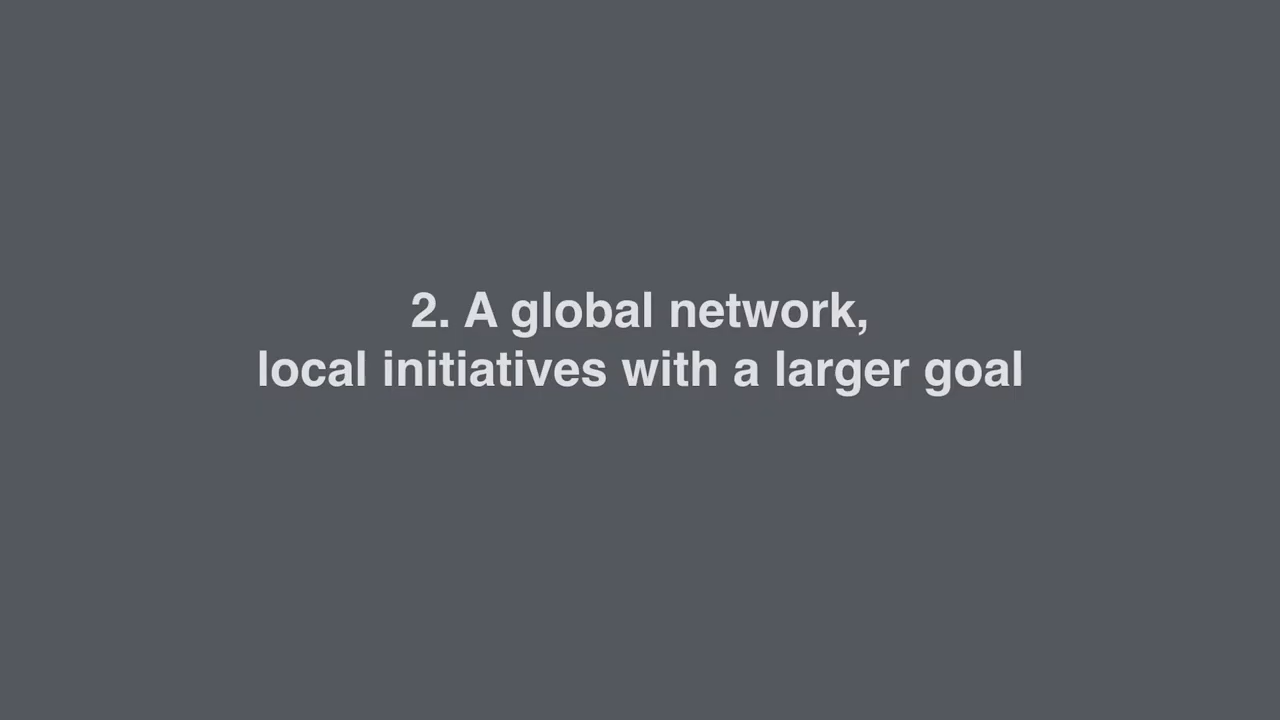 2. A global network,
local initiatives with a larger goal